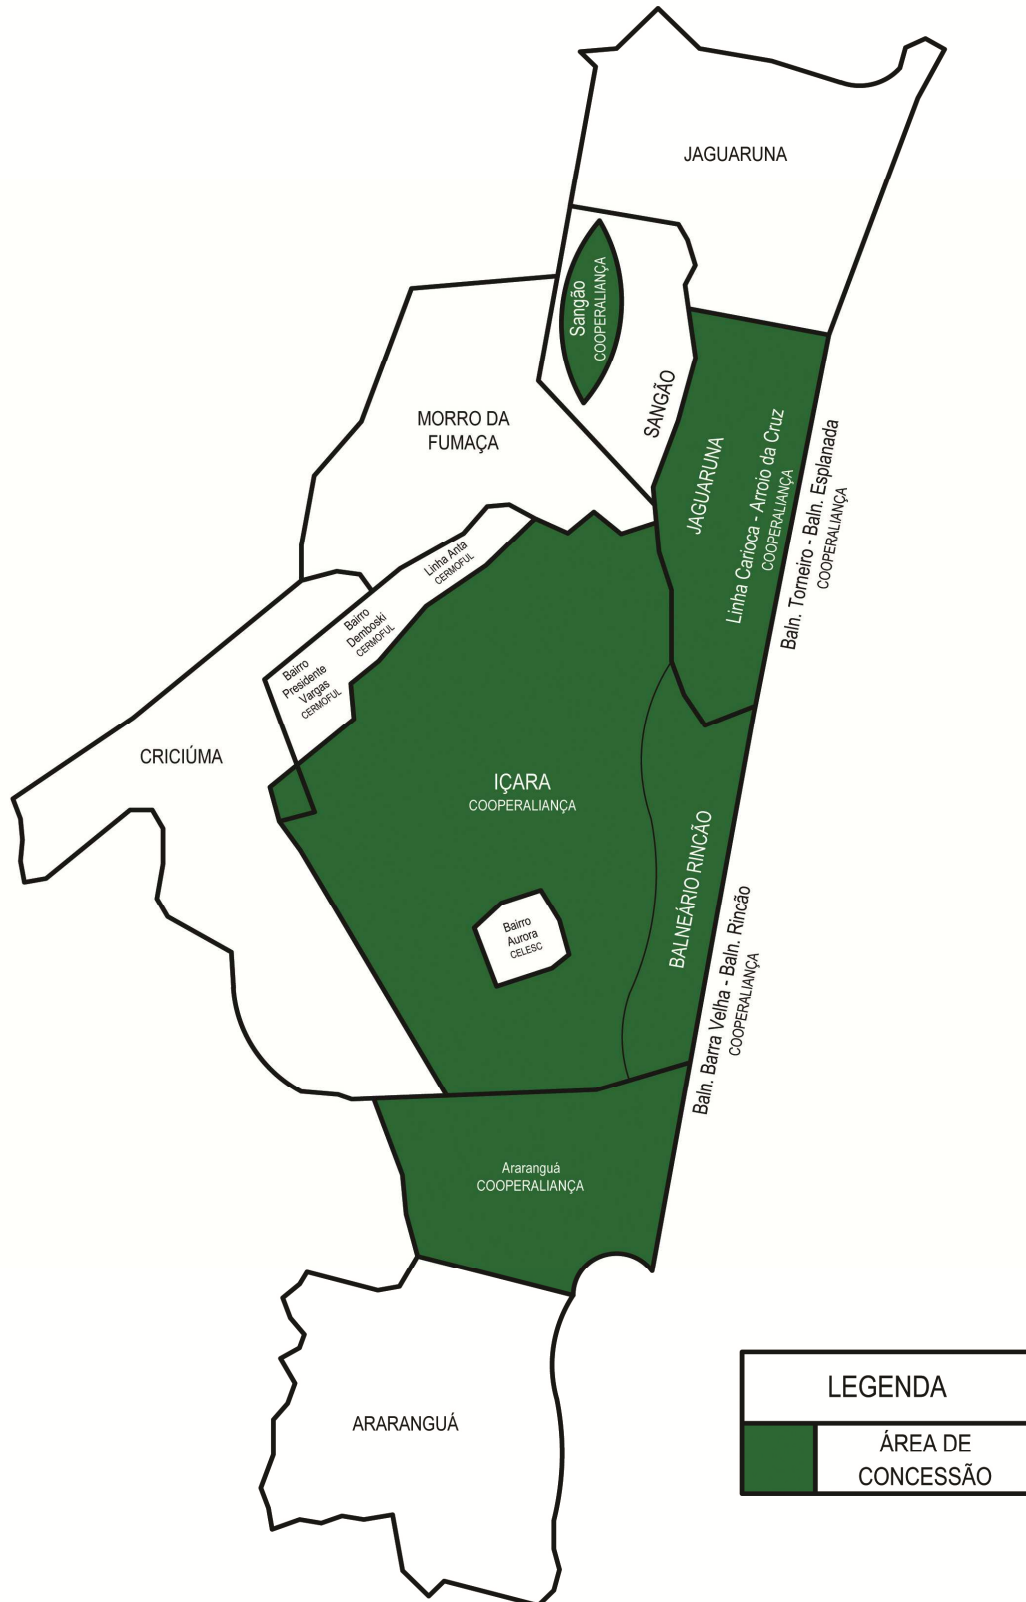 JAGUARUNA
Sangão
COOPERALIANÇA
SANGÃO
MORRO DA
FUMAÇA
JAGUARUNA
Linha Carioca - Arroio da Cruz
COOPERALIANÇA
Baln. Torneiro - Baln. Esplanada
COOPERALIANÇA
Linha Anta
CERMOFUL
Bairro
Demboski
CERMOFUL
Bairro
Presidente
Vargas
CERMOFUL
CRICIÚMA
IÇARA
COOPERALIANÇA
BALNEÁRIO RINCÃO
Bairro
Aurora
CELESC
Baln. Barra Velha - Baln. Rincão
COOPERALIANÇA
Araranguá
COOPERALIANÇA
ARARANGUÁ
LEGENDA
ÁREA DE
CONCESSÃO